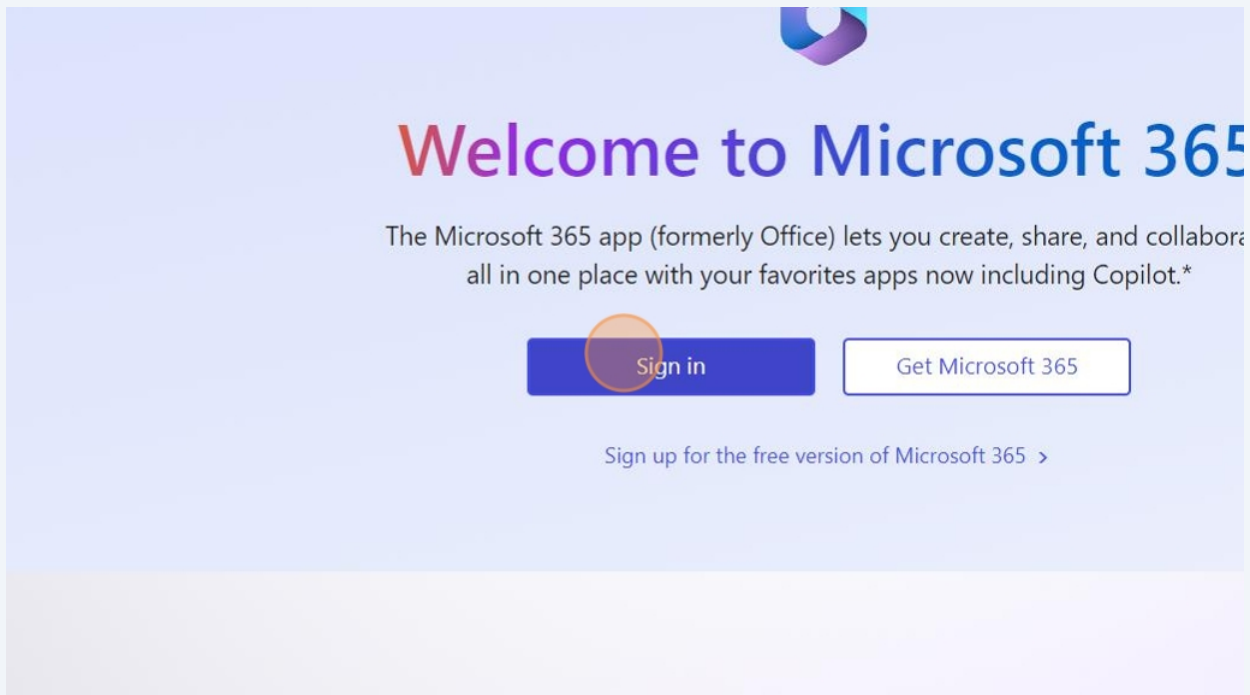 Welcome to Microsoft 365
The Microsoft 365 app (formerly Office) lets you create, share, and collabora
all in one place with your favorites apps now including Copilot.*
Sign in
Get Microsoft 365
Sign up for the free version of Microsoft 365 >